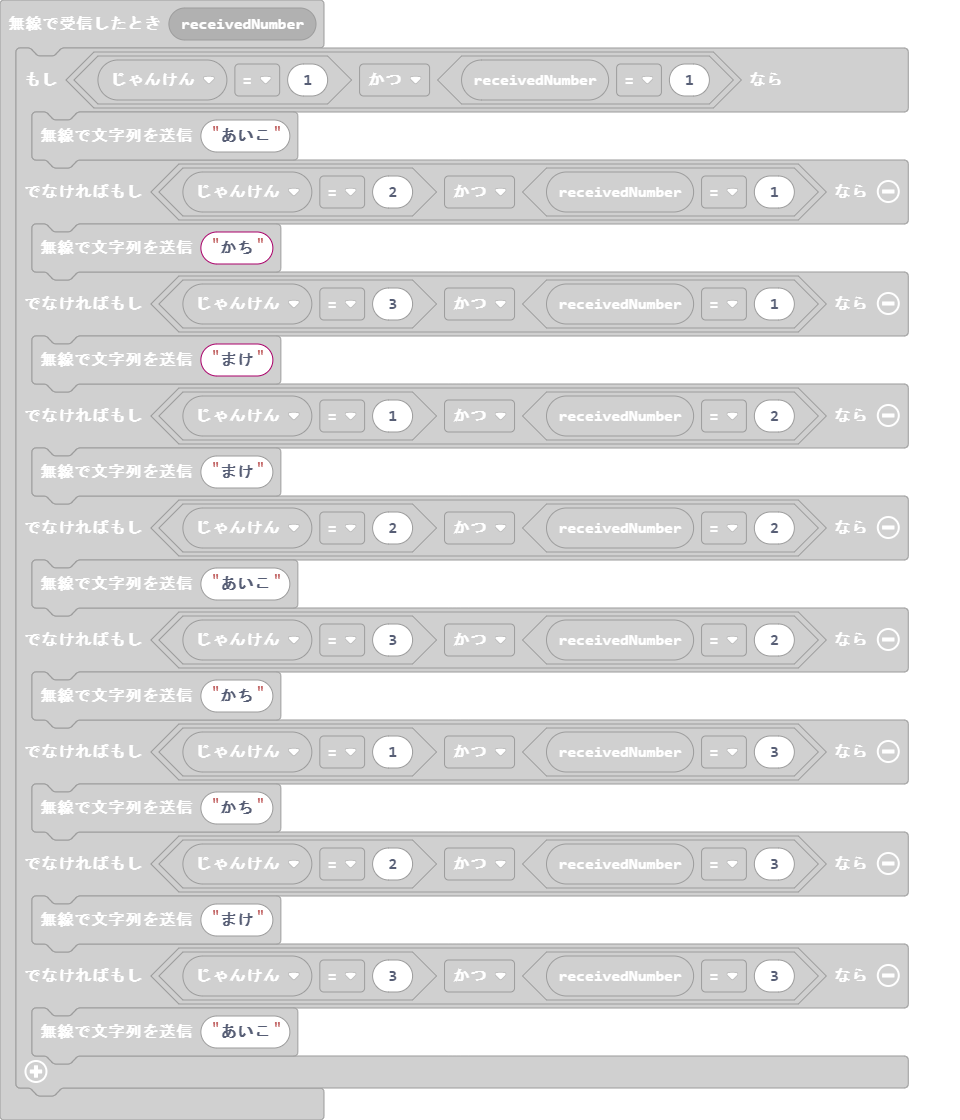 無線で受信したとき receivedNumber
もし じゃんけん = 1 かつ receivedNumber = 1 なら
無線で文字列を送信 "あいこ"
でなければもし じゃんけん = 2 かつ receivedNumber = 1 なら
無線で文字列を送信 "かち"
でなければもし じゃんけん = 3 かつ receivedNumber = 1 なら
無線で文字列を送信 "まけ"
でなければもし じゃんけん = 1 かつ receivedNumber = 2 なら
無線で文字列を送信 "まけ"
でなければもし じゃんけん = 2 かつ receivedNumber = 2 なら
無線で文字列を送信 "あいこ"
でなければもし じゃんけん = 3 かつ receivedNumber = 2 なら
無線で文字列を送信 "かち"
でなければもし じゃんけん = 1 かつ receivedNumber = 3 なら
無線で文字列を送信 "かち"
でなければもし じゃんけん = 2 かつ receivedNumber = 3 なら
無線で文字列を送信 "まけ"
でなければもし じゃんけん = 3 かつ receivedNumber = 3 なら
無線で文字列を送信 "あいこ"